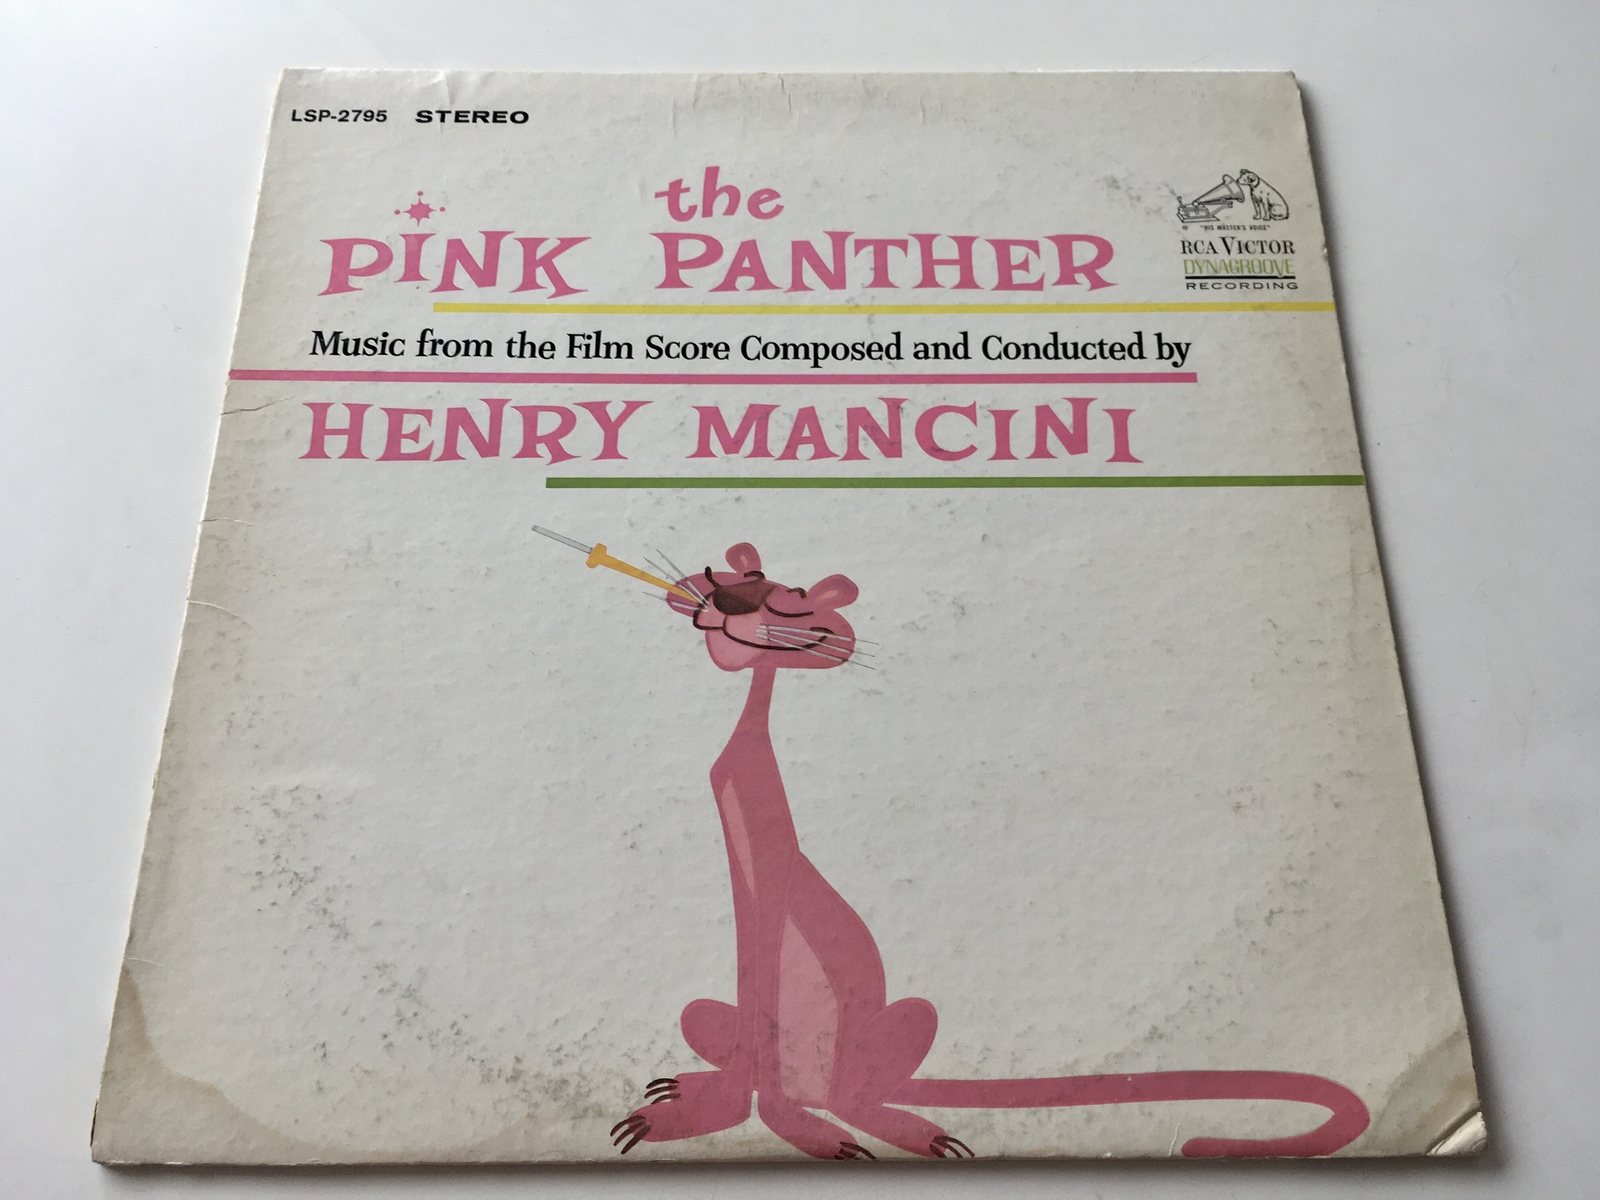 LSP-2795 STEREO
the
PINK PANTHER
"HIS MASTER'S VOICE"
RCA VICTOR
DYNAGROOVE
RECORDING
Music from the Film Score Composed and Conducted by
HENRY MANCINI